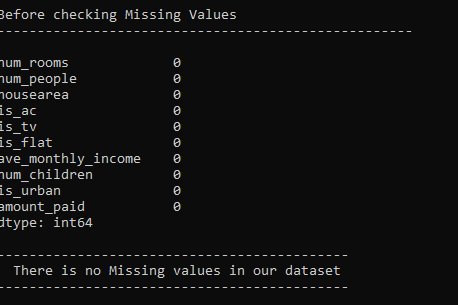 Before checking Missing Values
----------------------------------------------------
num_rooms 0
num_people 0
housearea 0
is_ac 0
is_tv 0
is_flat 0
ave_monthly_income 0
num_children 0
is_urban 0
amount_paid 0
dtype: int64
--------------------------------------------
There is no Missing values in our dataset
--------------------------------------------